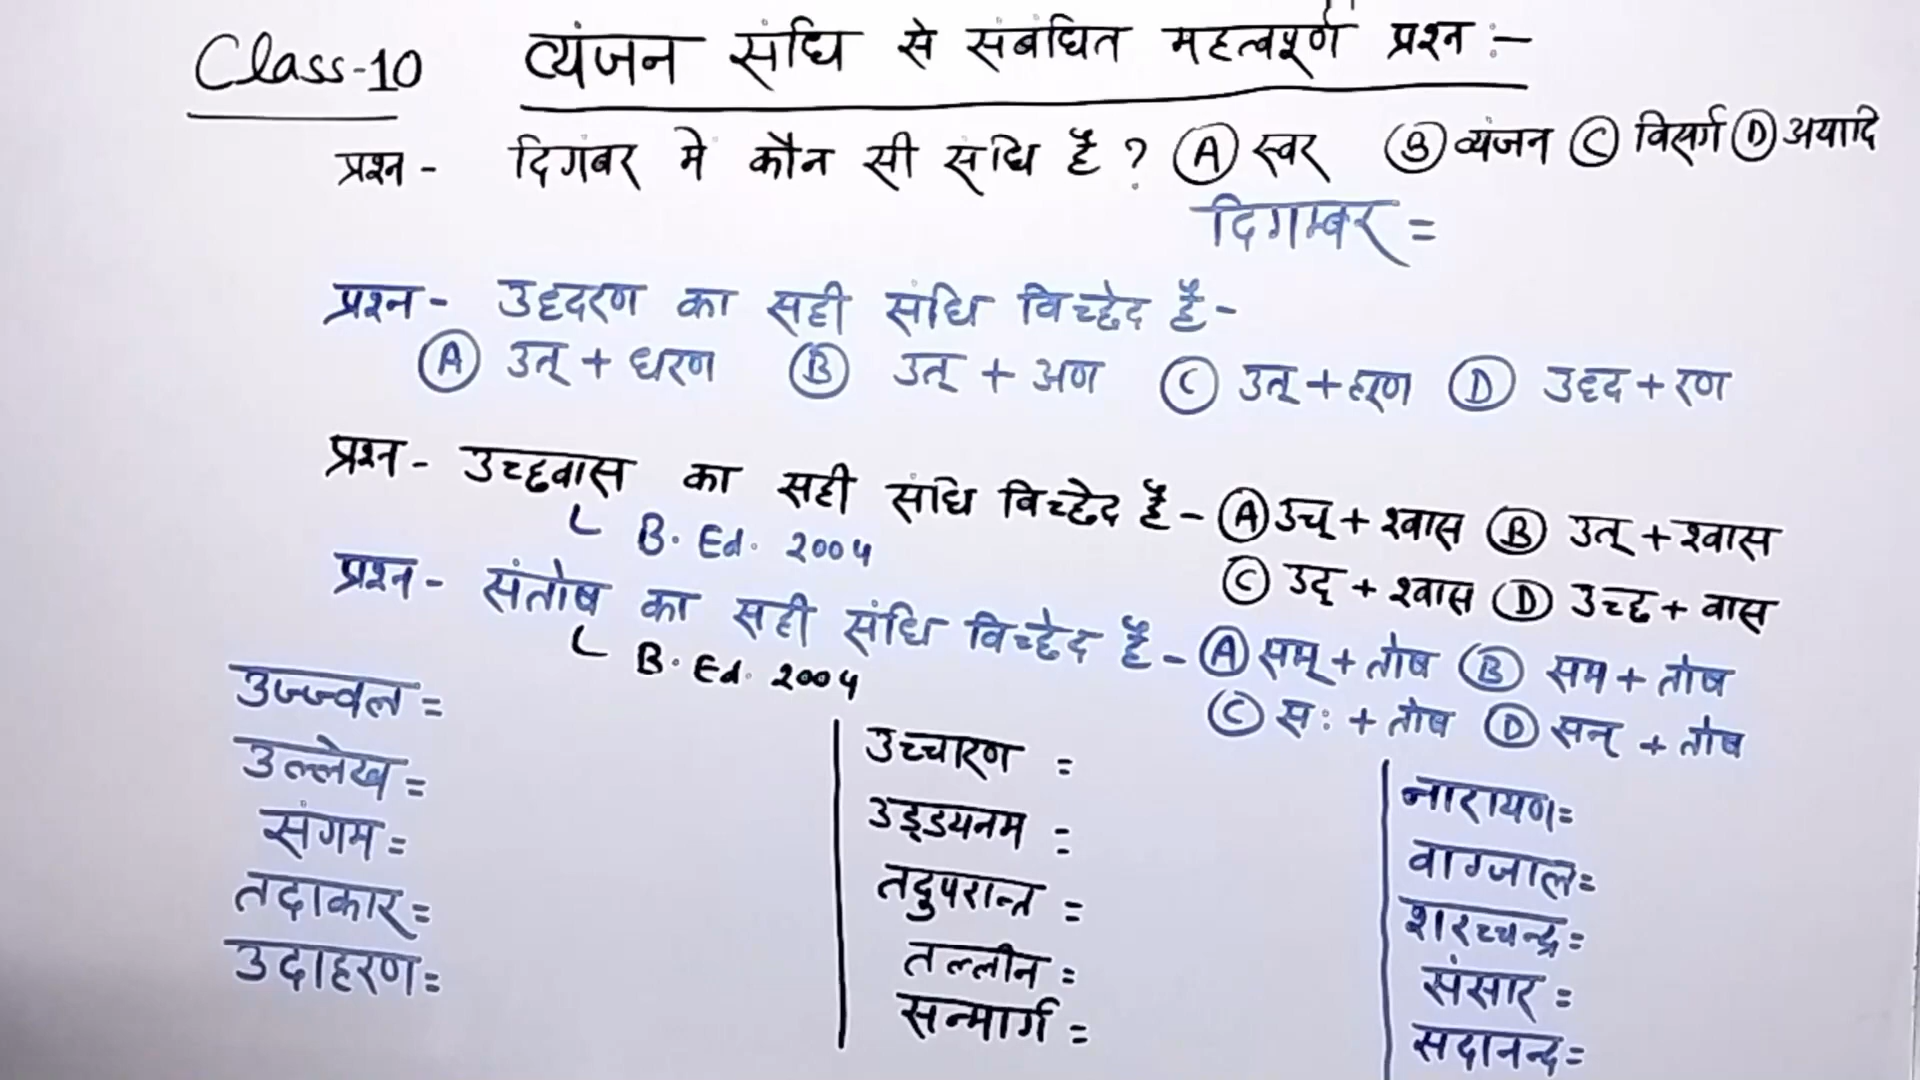 Class-10 व्यंजन संधि से संबंधित महत्वपूर्ण प्रश्न :-
प्रश्न - दिगंबर मे कौन सी संधि है ? (A) स्वर (B) व्यंजन (C) विसर्ग (D) अयादि
दिगम्बर =
प्रश्न - उद्दरण का सही संधि विच्छेद है -
(A) उत् + धरण (B) उत् + अण (C) उत् + हरण (D) उद्द + रण
प्रश्न - उच्छवास का सही संधि विच्छेद है - (A) उच् + श्वास (B) उत् + श्वास
B. Ed. 2004
(C) उद् + श्वास (D) उच्छ + वास
प्रश्न - संतोष का सही संधि विच्छेद है - (A) सम् + तोष (B) सम + तोष
B. Ed. 2004
(C) स: + तोष (D) सन् + तोष
उज्ज्वल =
उल्लेख =
संगम =
तदाकार =
उदाहरण =
उच्चारण =
उड्डयनम =
तदुपरान्त =
तल्लीन =
सन्मार्ग =
नारायण =
वाग्जाल =
शरच्चन्द्र =
संसार =
सदानन्द =